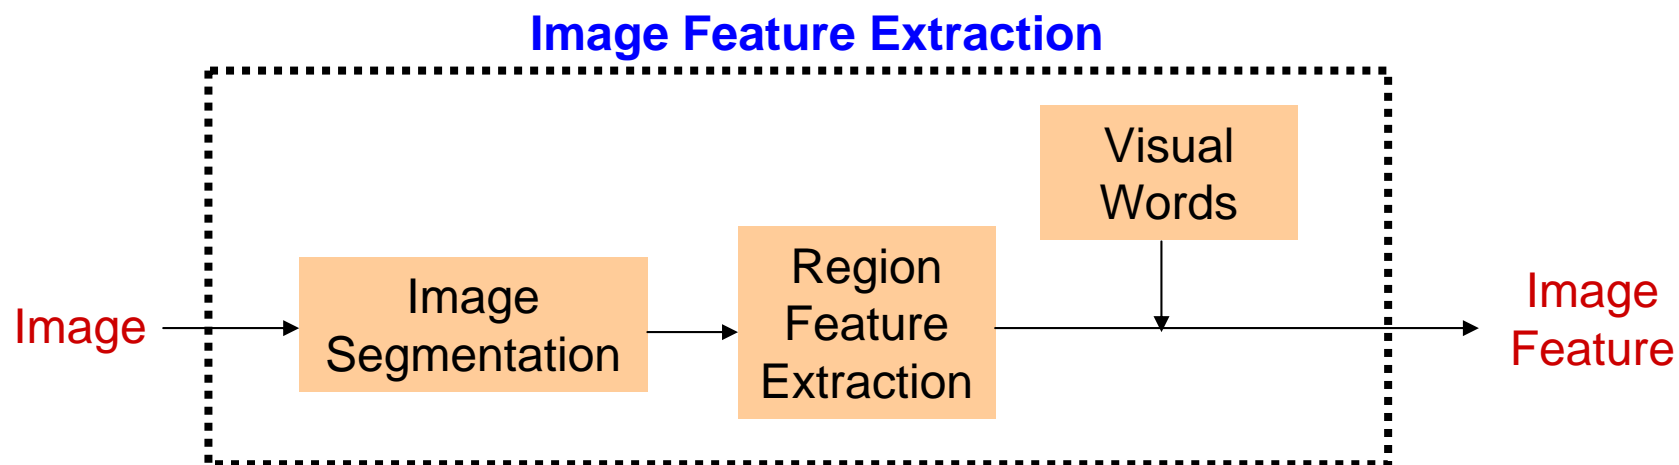 Image Feature Extraction
Visual
Words
Region
Feature
Extraction
Image
Segmentation
Image
Image
Feature